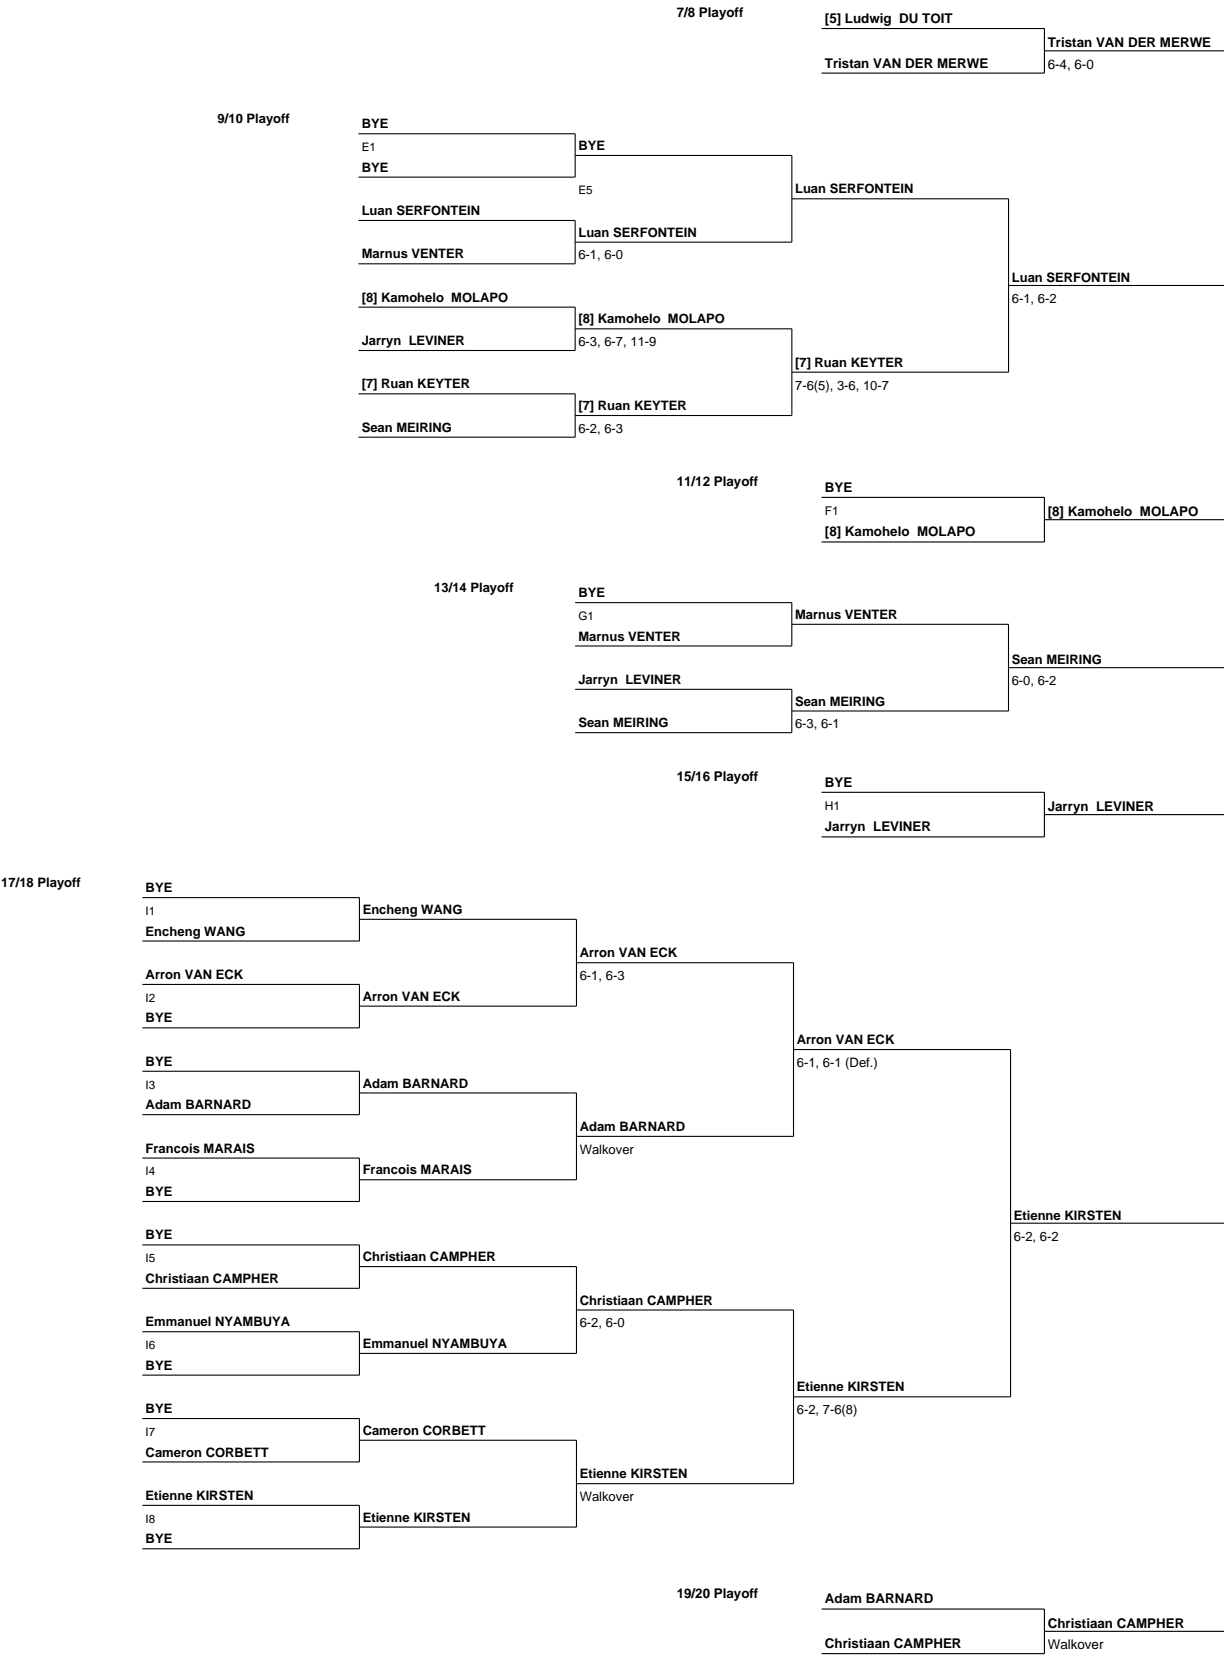 7/8 Playoff
[5] Ludwig DU TOIT
Tristan VAN DER MERWE
Tristan VAN DER MERWE
6-4, 6-0
9/10 Playoff
BYE
E1
BYE
BYE
E5
Luan SERFONTEIN
Luan SERFONTEIN
Luan SERFONTEIN
Marnus VENTER
6-1, 6-0
Luan SERFONTEIN
6-1, 6-2
[8] Kamohelo MOLAPO
[8] Kamohelo MOLAPO
Jarryn LEVINER
6-3, 6-7, 11-9
[7] Ruan KEYTER
7-6(5), 3-6, 10-7
[7] Ruan KEYTER
[7] Ruan KEYTER
Sean MEIRING
6-2, 6-3
11/12 Playoff
BYE
F1
[8] Kamohelo MOLAPO
[8] Kamohelo MOLAPO
13/14 Playoff
BYE
G1
Marnus VENTER
Marnus VENTER
Sean MEIRING
6-0, 6-2
Jarryn LEVINER
Sean MEIRING
Sean MEIRING
6-3, 6-1
15/16 Playoff
BYE
H1
Jarryn LEVINER
Jarryn LEVINER
17/18 Playoff
BYE
I1
Encheng WANG
Encheng WANG
Arron VAN ECK
6-1, 6-3
Arron VAN ECK
I2
Arron VAN ECK
BYE
Arron VAN ECK
6-1, 6-1 (Def.)
BYE
I3
Adam BARNARD
Adam BARNARD
Adam BARNARD
Walkover
Francois MARAIS
I4
Francois MARAIS
BYE
Etienne KIRSTEN
6-2, 6-2
BYE
I5
Christiaan CAMPHER
Christiaan CAMPHER
Christiaan CAMPHER
6-2, 6-0
Emmanuel NYAMBUYA
I6
Emmanuel NYAMBUYA
BYE
Etienne KIRSTEN
6-2, 7-6(8)
BYE
I7
Cameron CORBETT
Cameron CORBETT
Etienne KIRSTEN
Walkover
Etienne KIRSTEN
I8
Etienne KIRSTEN
BYE
19/20 Playoff
Adam BARNARD
Christiaan CAMPHER
Christiaan CAMPHER
Walkover